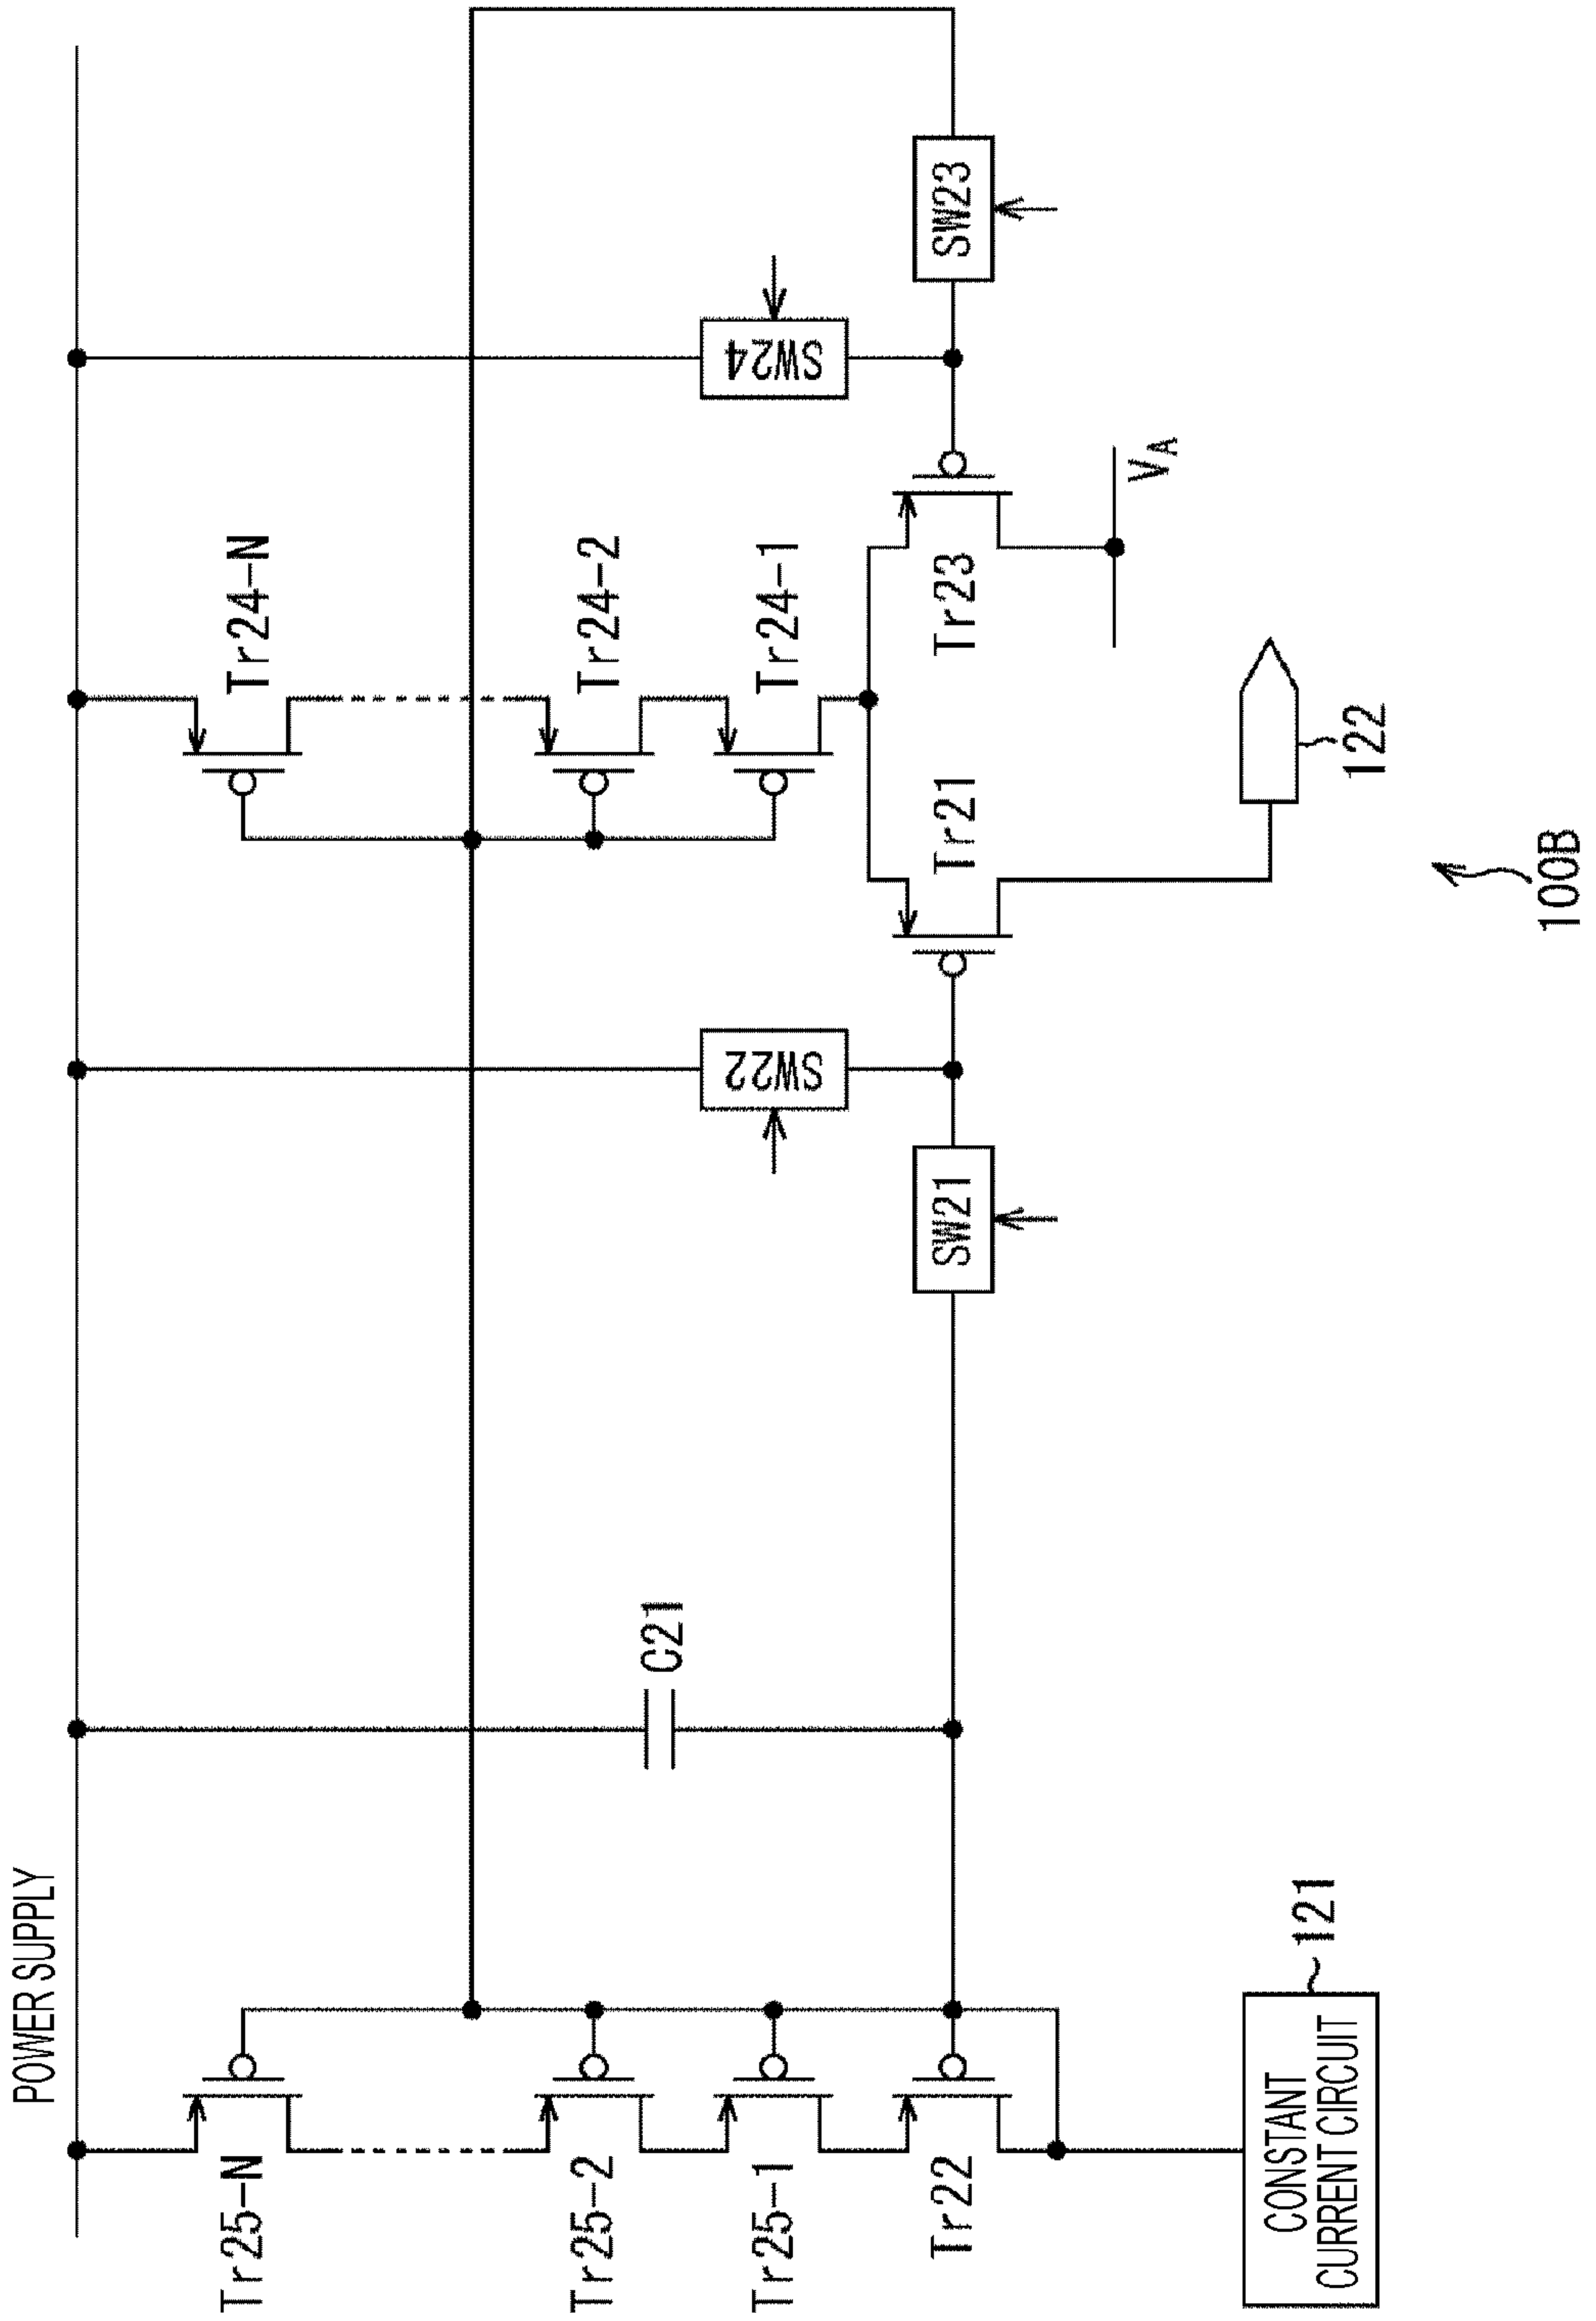 POWER SUPPLY
Tr25-N
Tr25-2
Tr25-1
Tr22
CONSTANT
CURRENT CIRCUIT
121
C21
SW21
SW22
Tr21
Tr24-N
Tr24-2
Tr24-1
Tr23
SW24
SW23
VA
122
100B